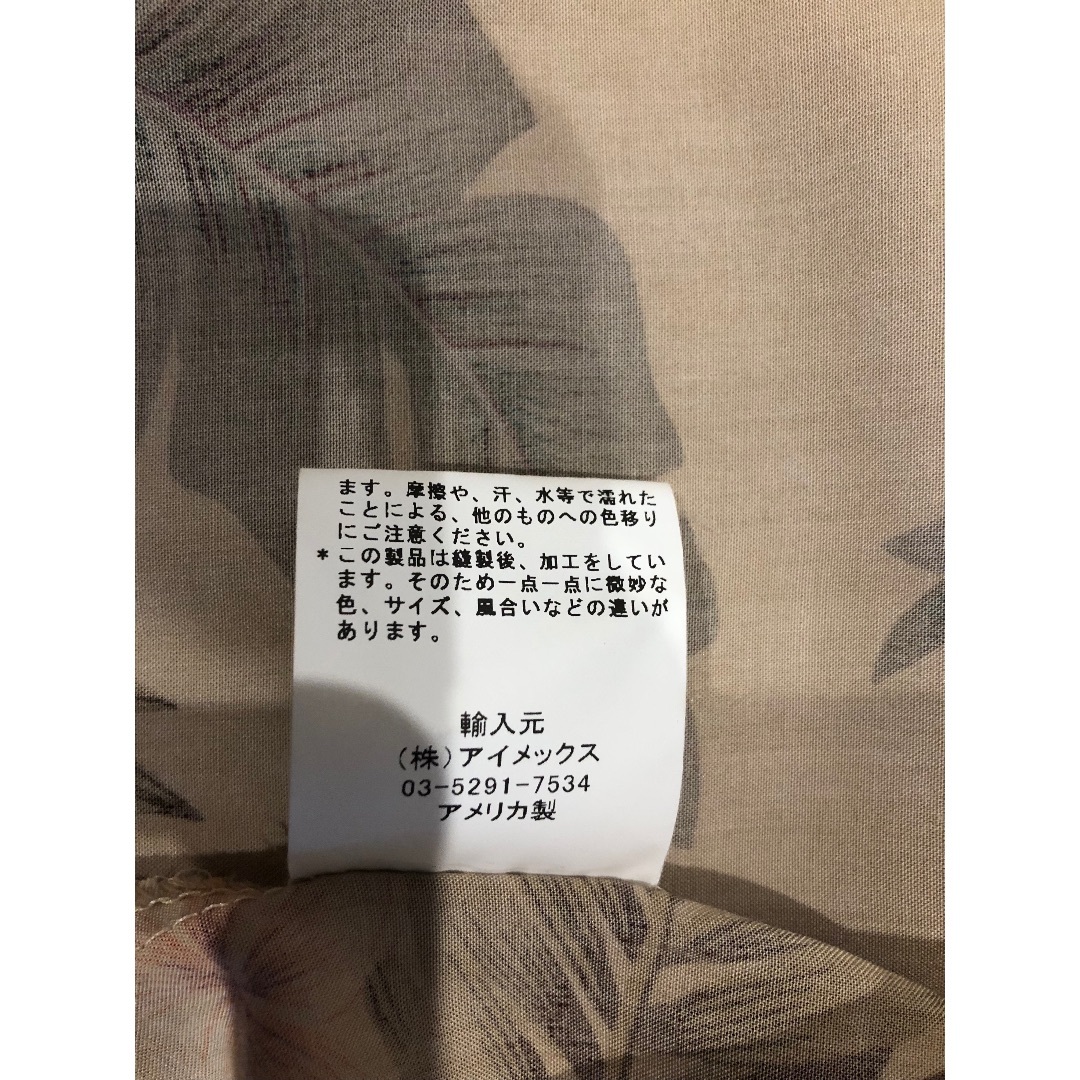 ます。摩擦や、汗、水等で濡れた
ことによる、他のものへの色移り
にご注意ください。
*この製品は縫製後、加工をしてい
ます。そのため一点一点に微妙な
色、サイズ、風合いなどの違いが
あります。
輸入元
(株)アイメックス
03-5291-7534
アメリカ製